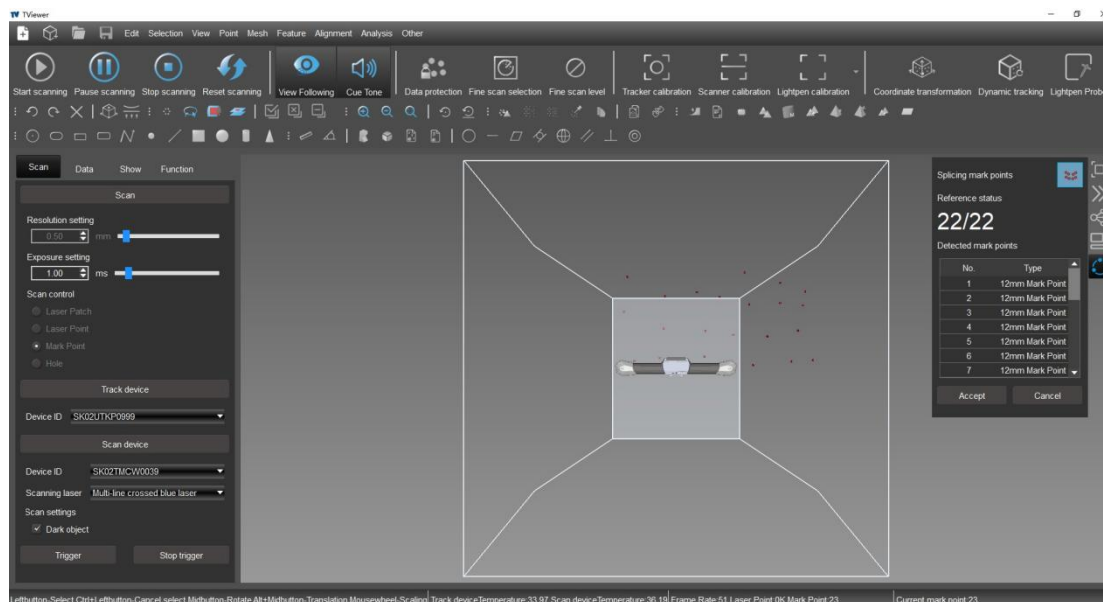 TViewer
Edit Selection View Point Mesh Feature Alignment Analysis Other
Start scanning Pause scanning Stop scanning Reset scanning View Following Cue Tone Data protection Fine scan selection Fine scan level Tracker calibration Scanner calibration Lightpen calibration Coordinate transformation Dynamic tracking Lightpen Probe
Scan Data Show Function
Scan
Resolution setting
0.50 mm
Exposure setting
1.00 ms
Scan control
Laser Patch
Laser Point
Mark Point
Hole
Track device
Device ID SK02UTKP0999
Scan device
Device ID SK02TMCW0039
Scanning laser Multi-line crossed blue laser
Scan settings
Dark object
Trigger Stop trigger
Splicing mark points
Reference status
22/22
Detected mark points
No. Type
1 12mm Mark Point
2 12mm Mark Point
3 12mm Mark Point
4 12mm Mark Point
5 12mm Mark Point
6 12mm Mark Point
7 12mm Mark Point
Accept Cancel
Leftbutton-Select Ctrl+Leftbutton-Cancel select Midbutton-Rotate Alt+Midbutton-Translation Mousewheel-Scaling Track deviceTemperature:33.97 Scan deviceTemperature:36.19 Frame Rate:51 Laser Point:0K Mark Point:23 Current mark point:23